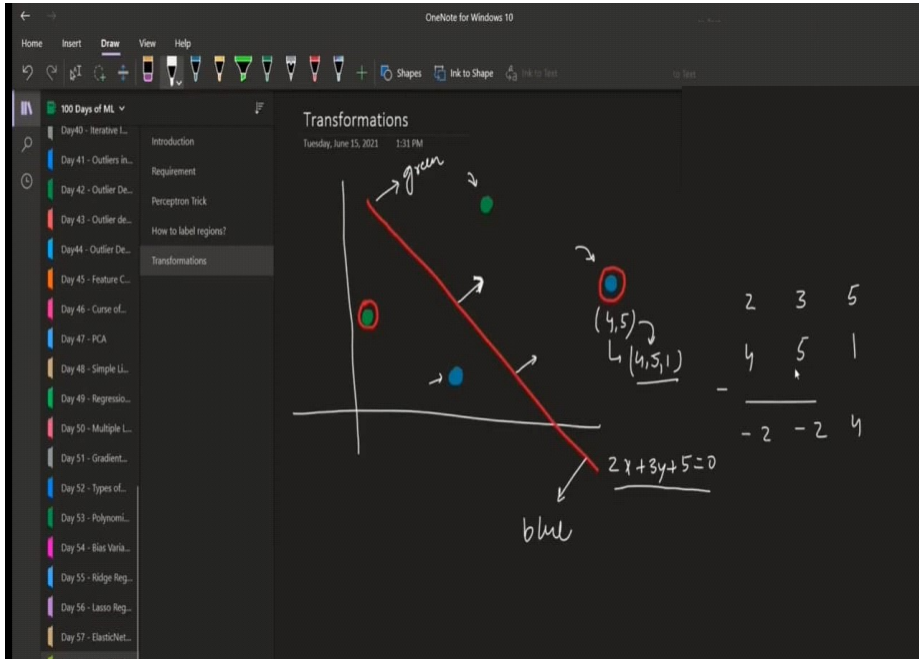 OneNote for Windows 10
Home Insert Draw View Help
Shapes Ink to Shape Ink to Text
100 Days of ML
Day40 - Iterative I...
Day 41 - Outliers in...
Day 42 - Outlier De...
Day 43 - Outlier de...
Day44 - Outlier De...
Day 45 - Feature C...
Day 46 - Curse of...
Day 47 - PCA
Day 48 - Simple Li...
Day 49 - Regressio...
Day 50 - Multiple L...
Day 51 - Gradient...
Day 52 - Types of...
Day 53 - Polynomi...
Day 54 - Bias Varia...
Day 55 - Ridge Reg...
Day 56 - Lasso Reg...
Day 57 - ElasticNet...
Introduction
Requirement
Perceptron Trick
How to label regions?
Transformations
Transformations
Tuesday, June 15, 2021 1:31 PM
green
(4,5)
(4,5,1)
2x+3y+5=0
blue
2 3 5
4 5 1
-
-2 -2 4